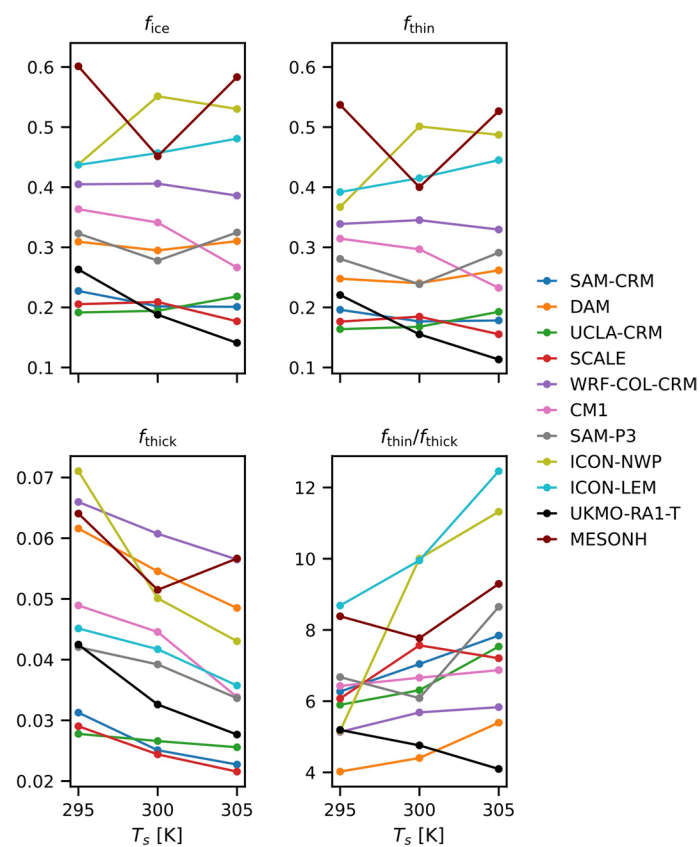 f_ice
f_thin
0.6
0.5
0.4
0.3
0.2
0.1
0.6
0.5
0.4
0.3
0.2
0.1
SAM-CRM
DAM
UCLA-CRM
SCALE
WRF-COL-CRM
CM1
SAM-P3
ICON-NWP
ICON-LEM
UKMO-RA1-T
MESONH
f_thick
f_thin/f_thick
0.07
0.06
0.05
0.04
0.03
0.02
12
10
8
6
4
295 300 305
295 300 305
T_s [K]
T_s [K]